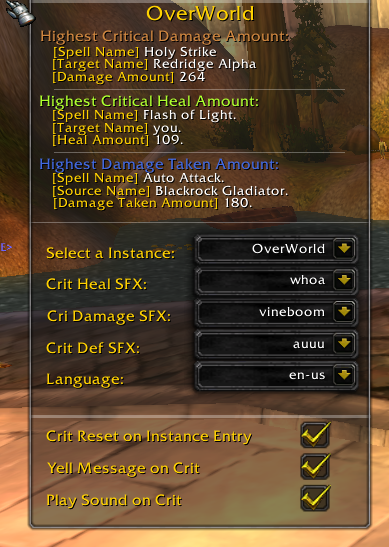 OverWorld
Highest Critical Damage Amount:
[Spell Name] Holy Strike
[Target Name] Redridge Alpha
[Damage Amount] 264
Highest Critical Heal Amount:
[Spell Name] Flash of Light.
[Target Name] you.
[Heal Amount] 109.
Highest Damage Taken Amount:
[Spell Name] Auto Attack.
[Source Name] Blackrock Gladiator.
[Damage Taken Amount] 180.
E>
Select a Instance: OverWorld
Crit Heal SFX: whoa
Cri Damage SFX: vineboom
Crit Def SFX: auuu
Language: en-us
Crit Reset on Instance Entry
Yell Message on Crit
Play Sound on Crit